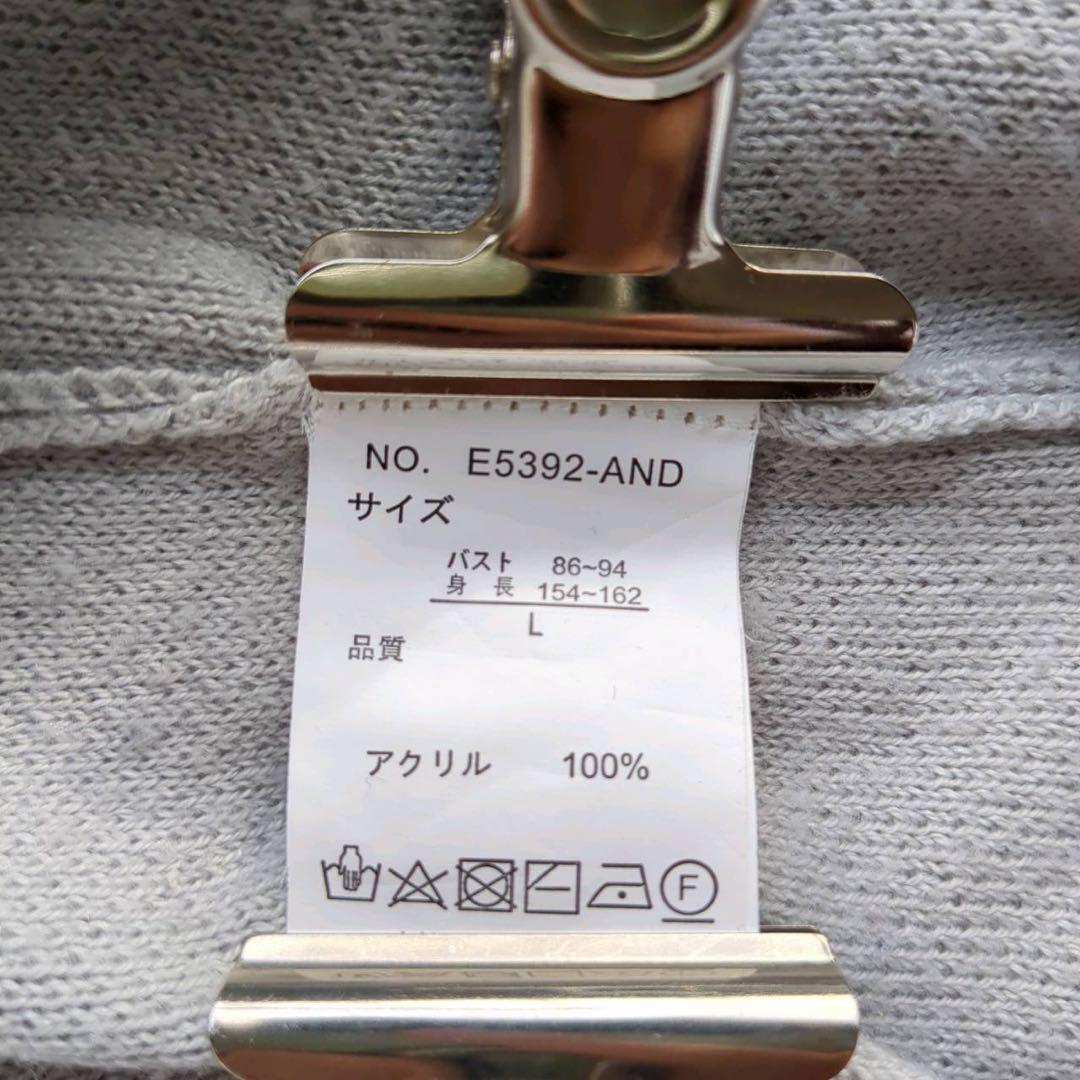 NO. E5392-AND
サイズ
バスト 86~94
身長 154~162
L
品質
アクリル 100%
F